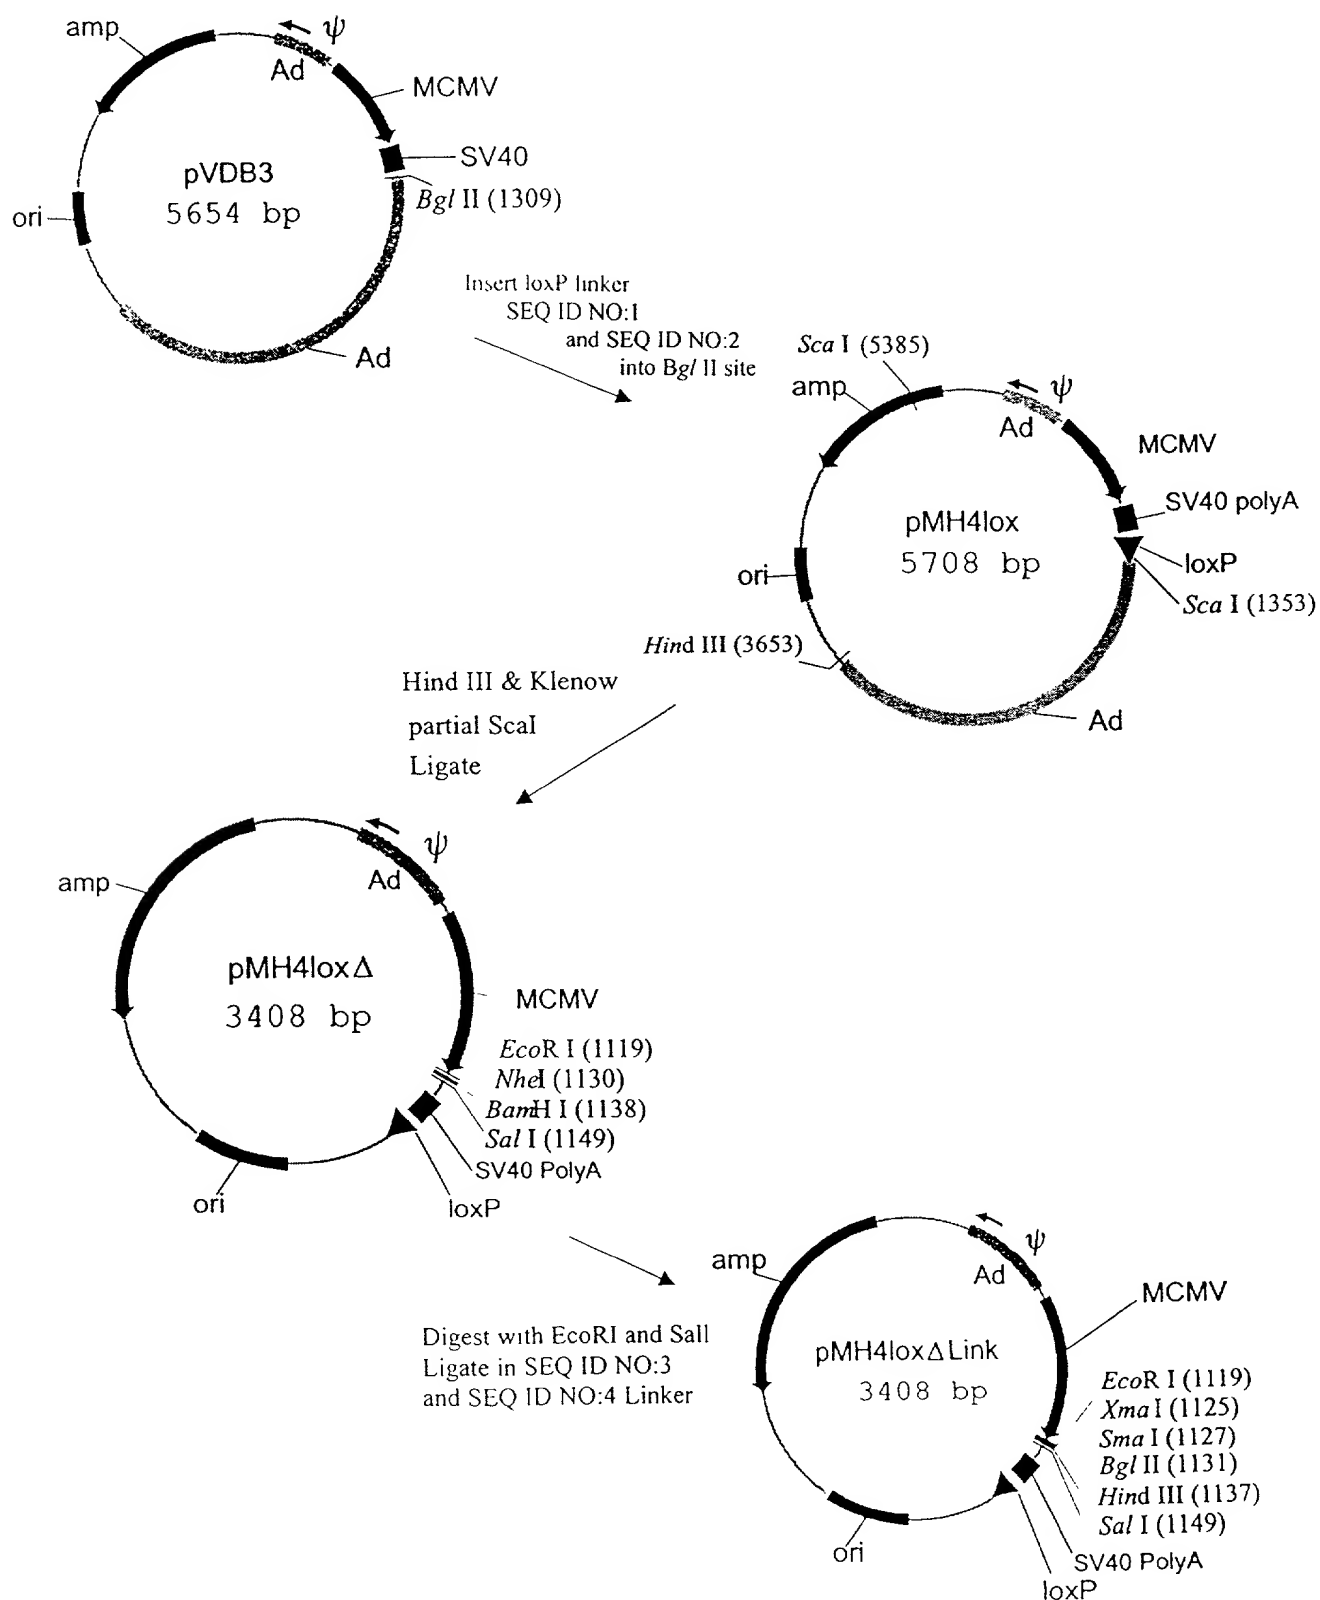 amp
ψ
Ad
MCMV
pVDB3
5654 bp
SV40
Bgl II (1309)
ori
Ad
Insert loxP linker
SEQ ID NO:1
and SEQ ID NO:2
into Bgl II site
Sca I (5385)
amp
ψ
Ad
MCMV
pMH4lox
5708 bp
SV40 polyA
loxP
Sca I (1353)
ori
Hind III (3653)
Ad
Hind III & Klenow
partial ScaI
Ligate
ψ
amp
Ad
pMH4lox∆
3408 bp
MCMV
EcoR I (1119)
NheI (1130)
BamH I (1138)
Sal I (1149)
SV40 PolyA
loxP
ori
Digest with EcoRI and SalI
Ligate in SEQ ID NO:3
and SEQ ID NO:4 Linker
amp
ψ
Ad
MCMV
pMH4lox∆Link
3408 bp
EcoR I (1119)
Xma I (1125)
Sma I (1127)
Bgl II (1131)
Hind III (1137)
Sal I (1149)
SV40 PolyA
loxP
ori